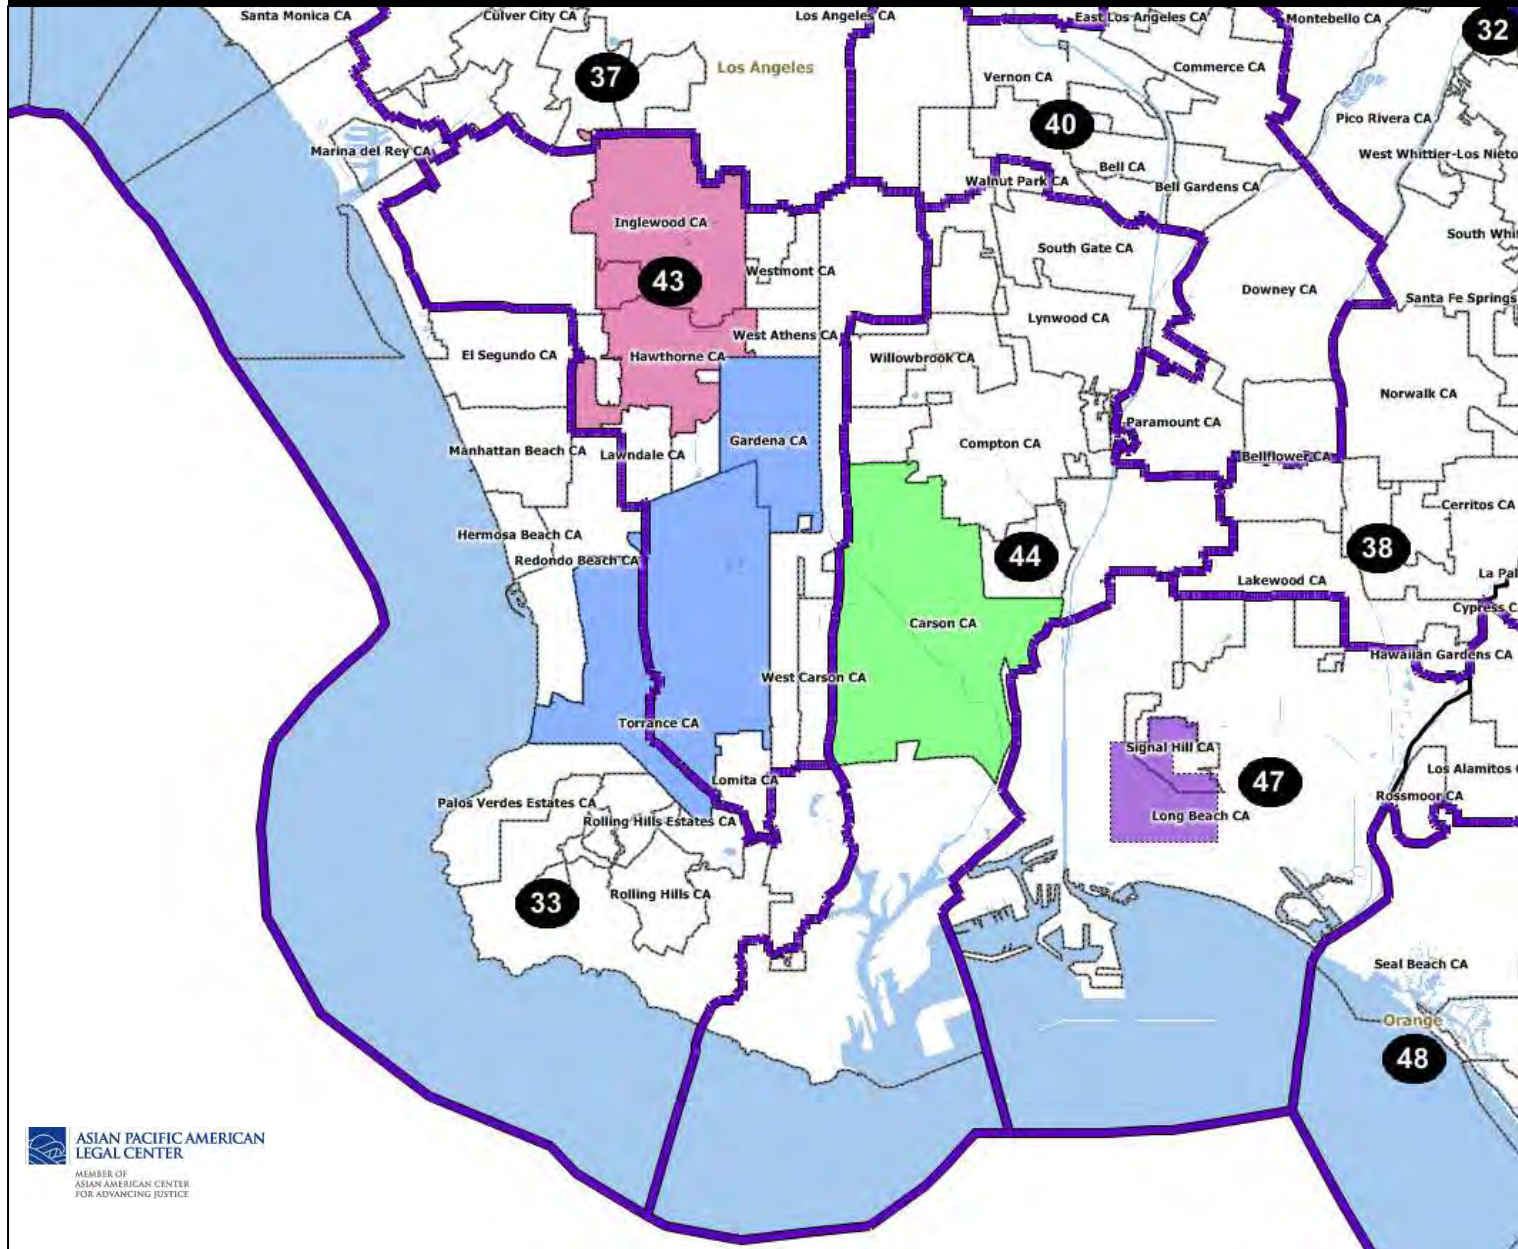 Santa Monica CA
Culver City CA
Los Angeles CA
East Los Angeles CA
Montebello CA
32
37
Los Angeles
Vernon CA
Commerce CA
40
Pico Rivera CA
Marina del Rey CA
West Whittier-Los Nieto
Bell CA
Walnut Park CA
Bell Gardens CA
Inglewood CA
South Gate CA
South Whi
43
Westmont CA
Downey CA
Santa Fe Springs
Lynwood CA
West Athens CA
El Segundo CA
Hawthorne CA
Willowbrook CA
Norwalk CA
Paramount CA
Gardena CA
Compton CA
Manhattan Beach CA
Lawndale CA
Bellflower CA
Cerritos CA
Hermosa Beach CA
Redondo Beach CA
44
38
La Pal
Lakewood CA
Cypress C
Carson CA
Hawaiian Gardens CA
West Carson CA
Torrance CA
Signal Hill CA
Lomita CA
47
Los Alamitos
Palos Verdes Estates CA
Rossmoor CA
Rolling Hills Estates CA
Long Beach CA
33
Rolling Hills CA
Seal Beach CA
Orange
48
ASIAN PACIFIC AMERICAN
LEGAL CENTER
MEMBER OF
ASIAN AMERICAN CENTER
FOR ADVANCING JUSTICE